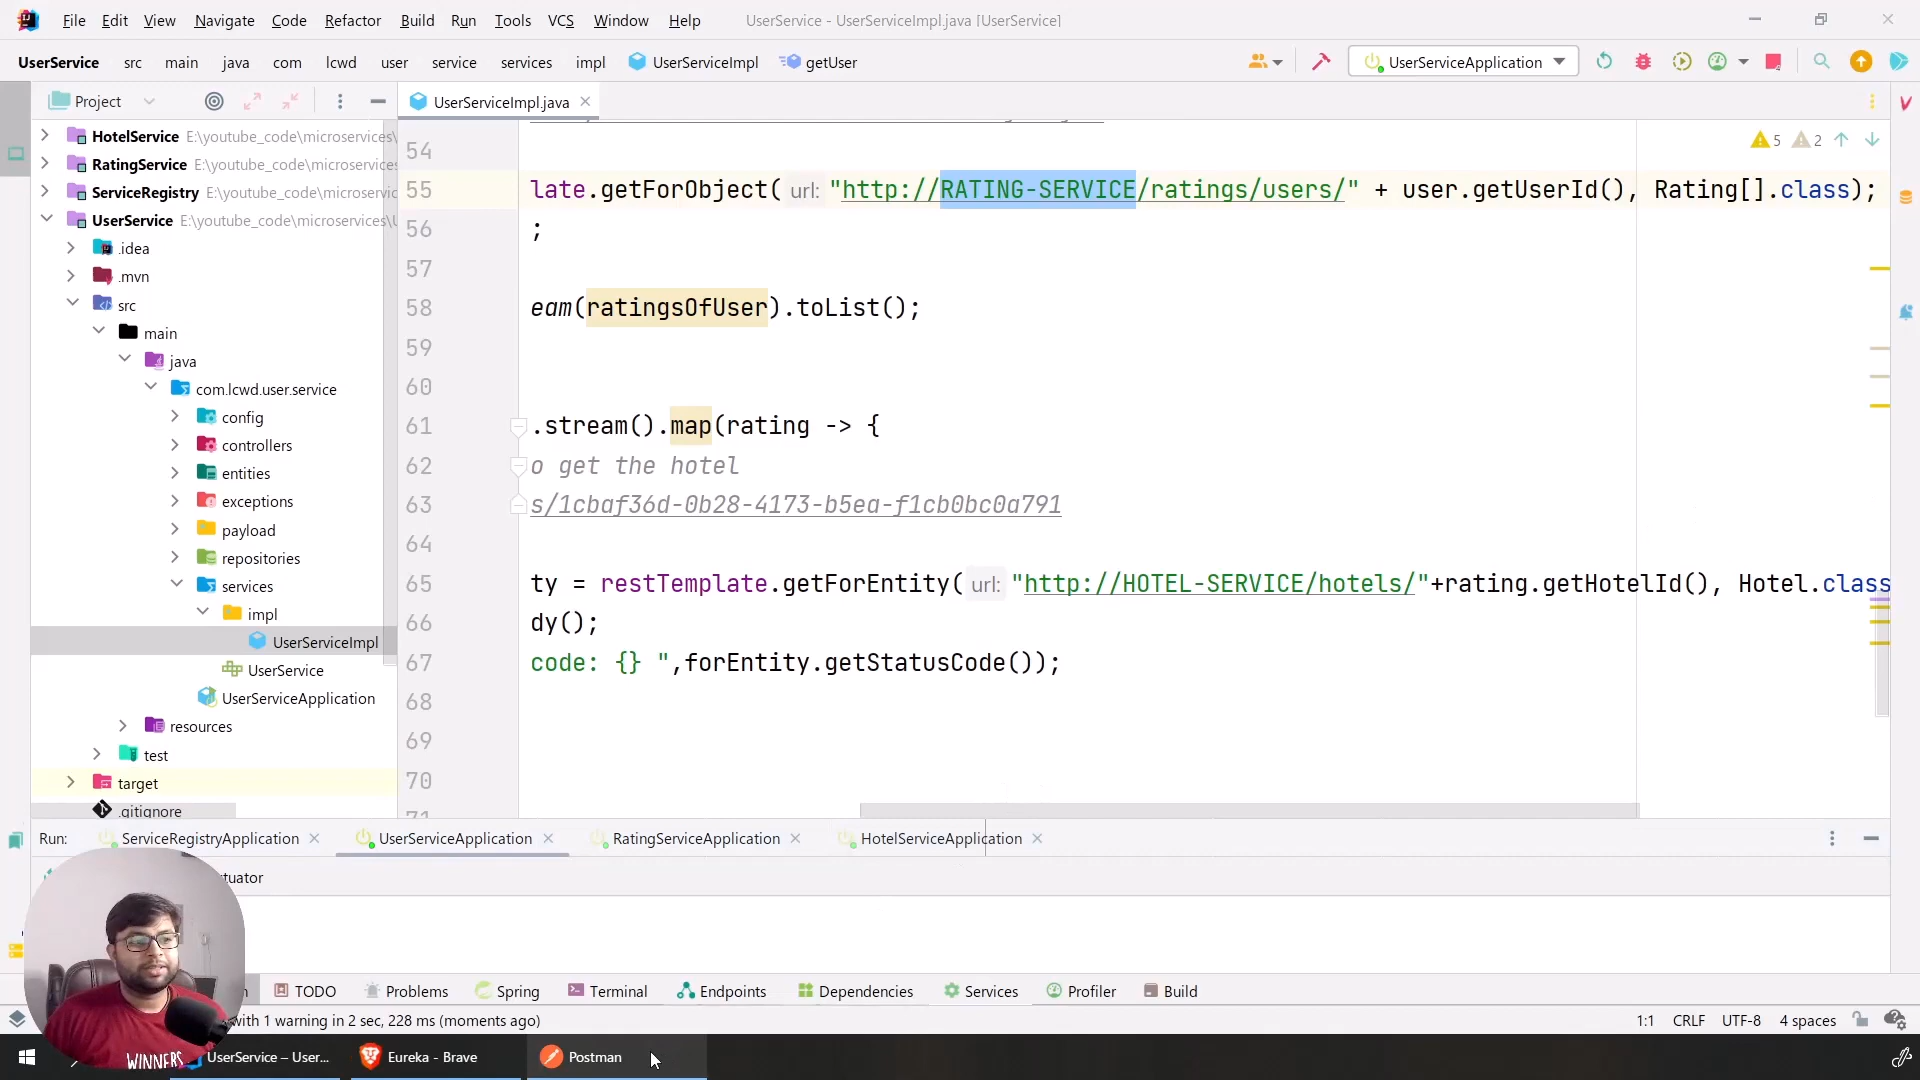 File Edit View Navigate Code Refactor Build Run Tools VCS Window Help UserService - UserServiceImpl.java [UserService]
UserService src main java com lcwd user service services impl UserServiceImpl getUser UserServiceApplication
Project UserServiceImpl.java
HotelService E:\youtube_code\microservices\
RatingService E:\youtube_code\microservices
ServiceRegistry E:\youtube_code\microservices
UserService E:\youtube_code\microservices\U
.idea
.mvn
src
main
java
com.lcwd.user.service
config
controllers
entities
exceptions
payload
repositories
services
impl
UserServiceImpl
UserService
UserServiceApplication
resources
test
target
.gitignore
5 2
54
55 late.getForObject( url: "http://RATING-SERVICE/ratings/users/" + user.getUserId(), Rating[].class);
56 ;
57
58 eam(ratingsOfUser).toList();
59
60
61 .stream().map(rating -> {
62 o get the hotel
63 s/1cbaf36d-0b28-4173-b5ea-f1cb0bc0a791
64
65 ty = restTemplate.getForEntity( url: "http://HOTEL-SERVICE/hotels/"+rating.getHotelId(), Hotel.class
66 dy();
67 code: {} ",forEntity.getStatusCode());
68
69
70
71
Run: ServiceRegistryApplication UserServiceApplication RatingServiceApplication HotelServiceApplication
tuator
TODO Problems Spring Terminal Endpoints Dependencies Services Profiler Build
with 1 warning in 2 sec, 228 ms (moments ago) 1:1 CRLF UTF-8 4 spaces
WINNERS
UserService – User... Eureka - Brave Postman